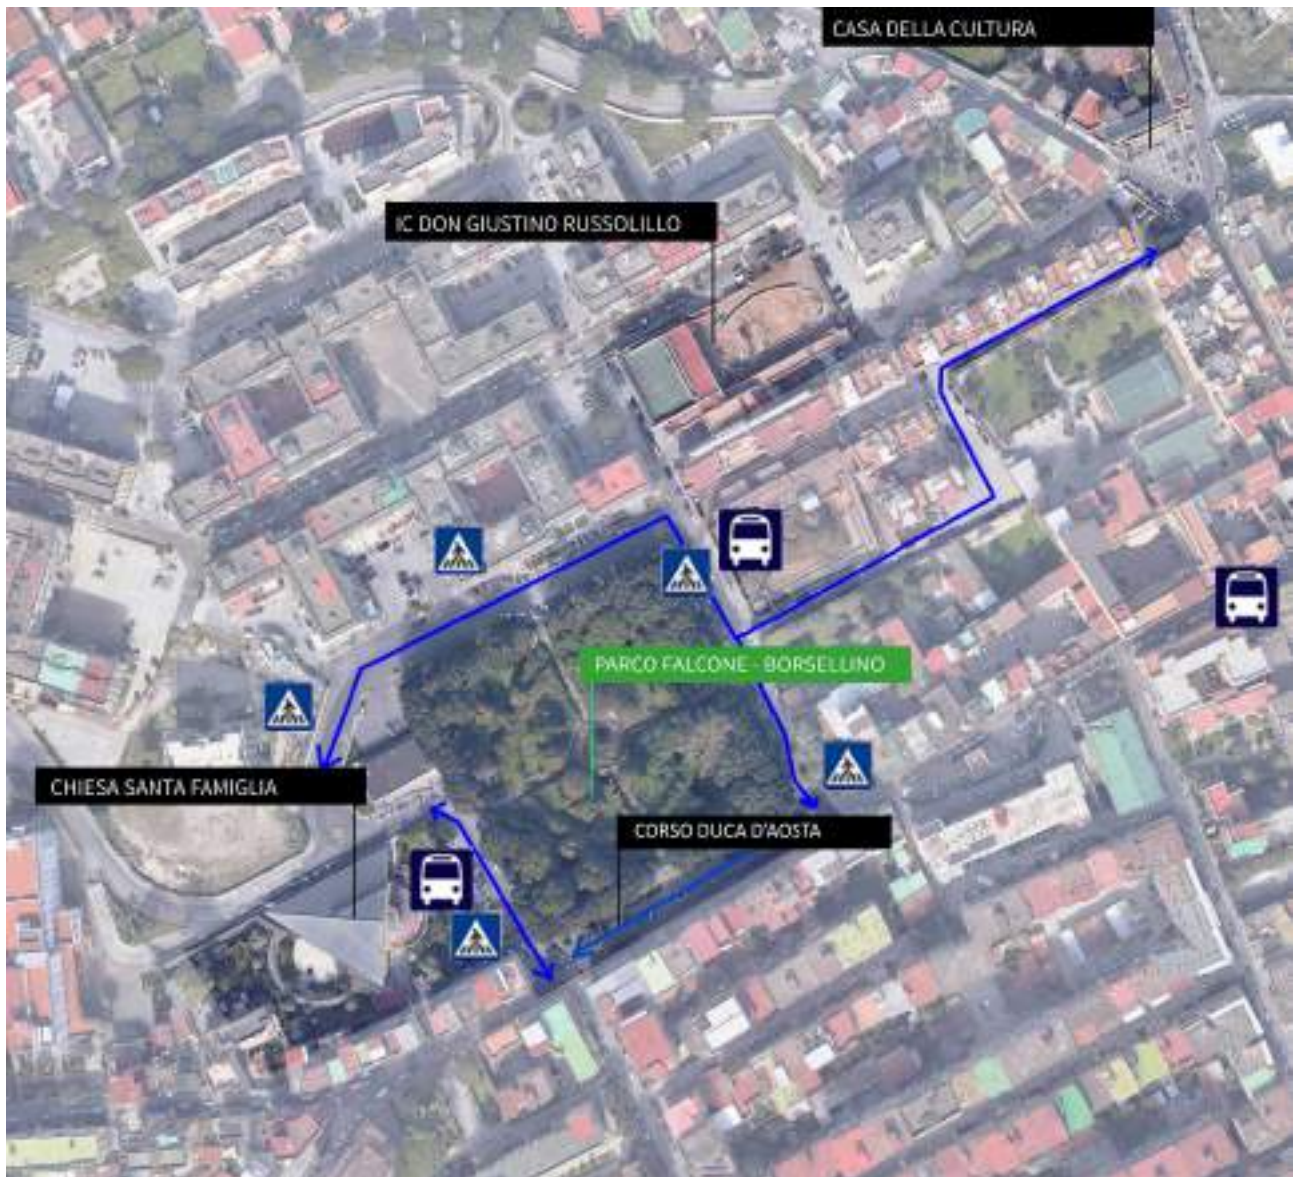 CASA DELLA CULTURA
IC DON GIUSTINO RUSSOLILLO
PARCO FALCONE - BORSELLINO
CHIESA SANTA FAMIGLIA
CORSO DUCA D'AOSTA